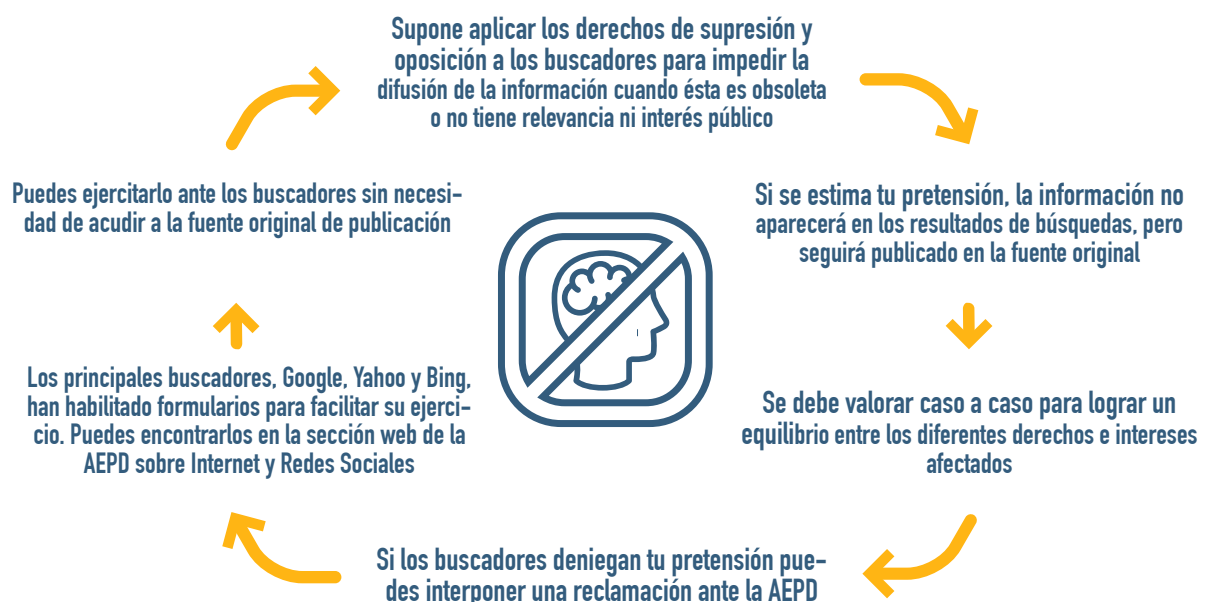 Supone aplicar los derechos de supresión y
oposición a los buscadores para impedir la
difusión de la información cuando ésta es obsoleta
o no tiene relevancia ni interés público
Si se estima tu pretensión, la información no
aparecerá en los resultados de búsquedas, pero
seguirá publicado en la fuente original
Se debe valorar caso a caso para lograr un
equilibrio entre los diferentes derechos e intereses
afectados
Si los buscadores deniegan tu pretensión pue-
des interponer una reclamación ante la AEPD
Los principales buscadores, Google, Yahoo y Bing,
han habilitado formularios para facilitar su ejerci-
cio. Puedes encontrarlos en la sección web de la
AEPD sobre Internet y Redes Sociales
Puedes ejercitarlo ante los buscadores sin necesi-
dad de acudir a la fuente original de publicación